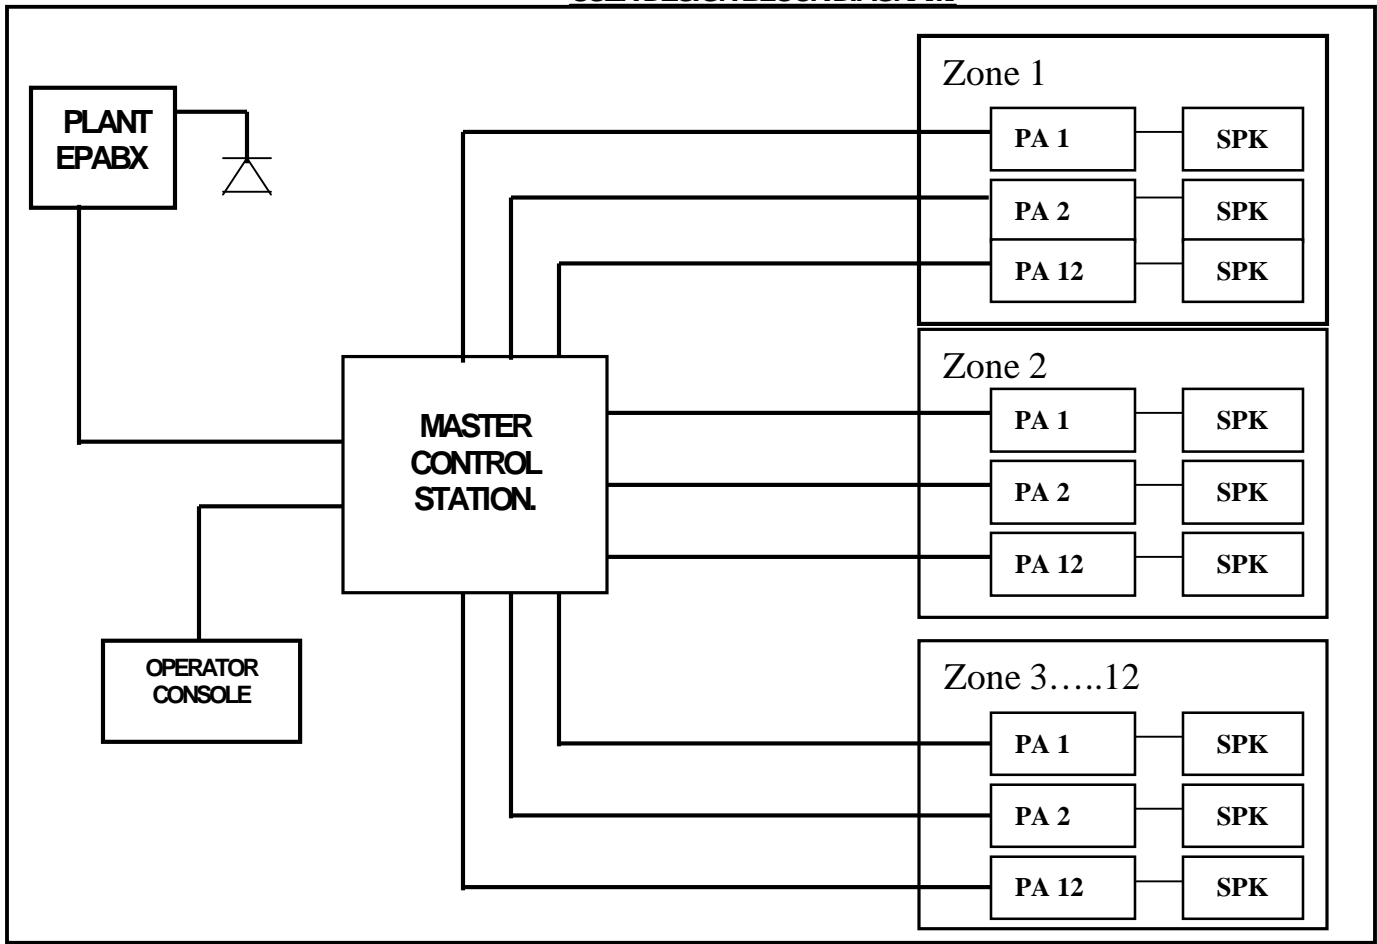 Zone 1
PLANT
EPABX
PA 1
SPK
PA 2
SPK
PA 12
SPK
Zone 2
PA 1
SPK
PA 2
SPK
PA 12
SPK
MASTER
CONTROL
STATION.
OPERATOR
CONSOLE
Zone 3.....12
PA 1
SPK
PA 2
SPK
PA 12
SPK